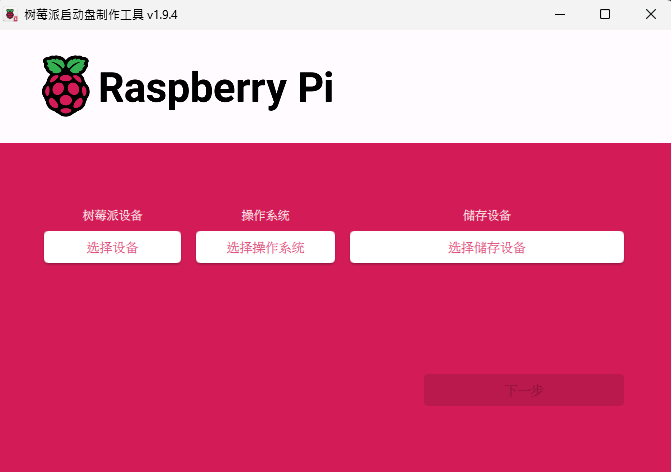 树莓派启动盘制作工具 v1.9.4
Raspberry Pi
树莓派设备 操作系统 储存设备
选择设备 选择操作系统 选择储存设备
下一步